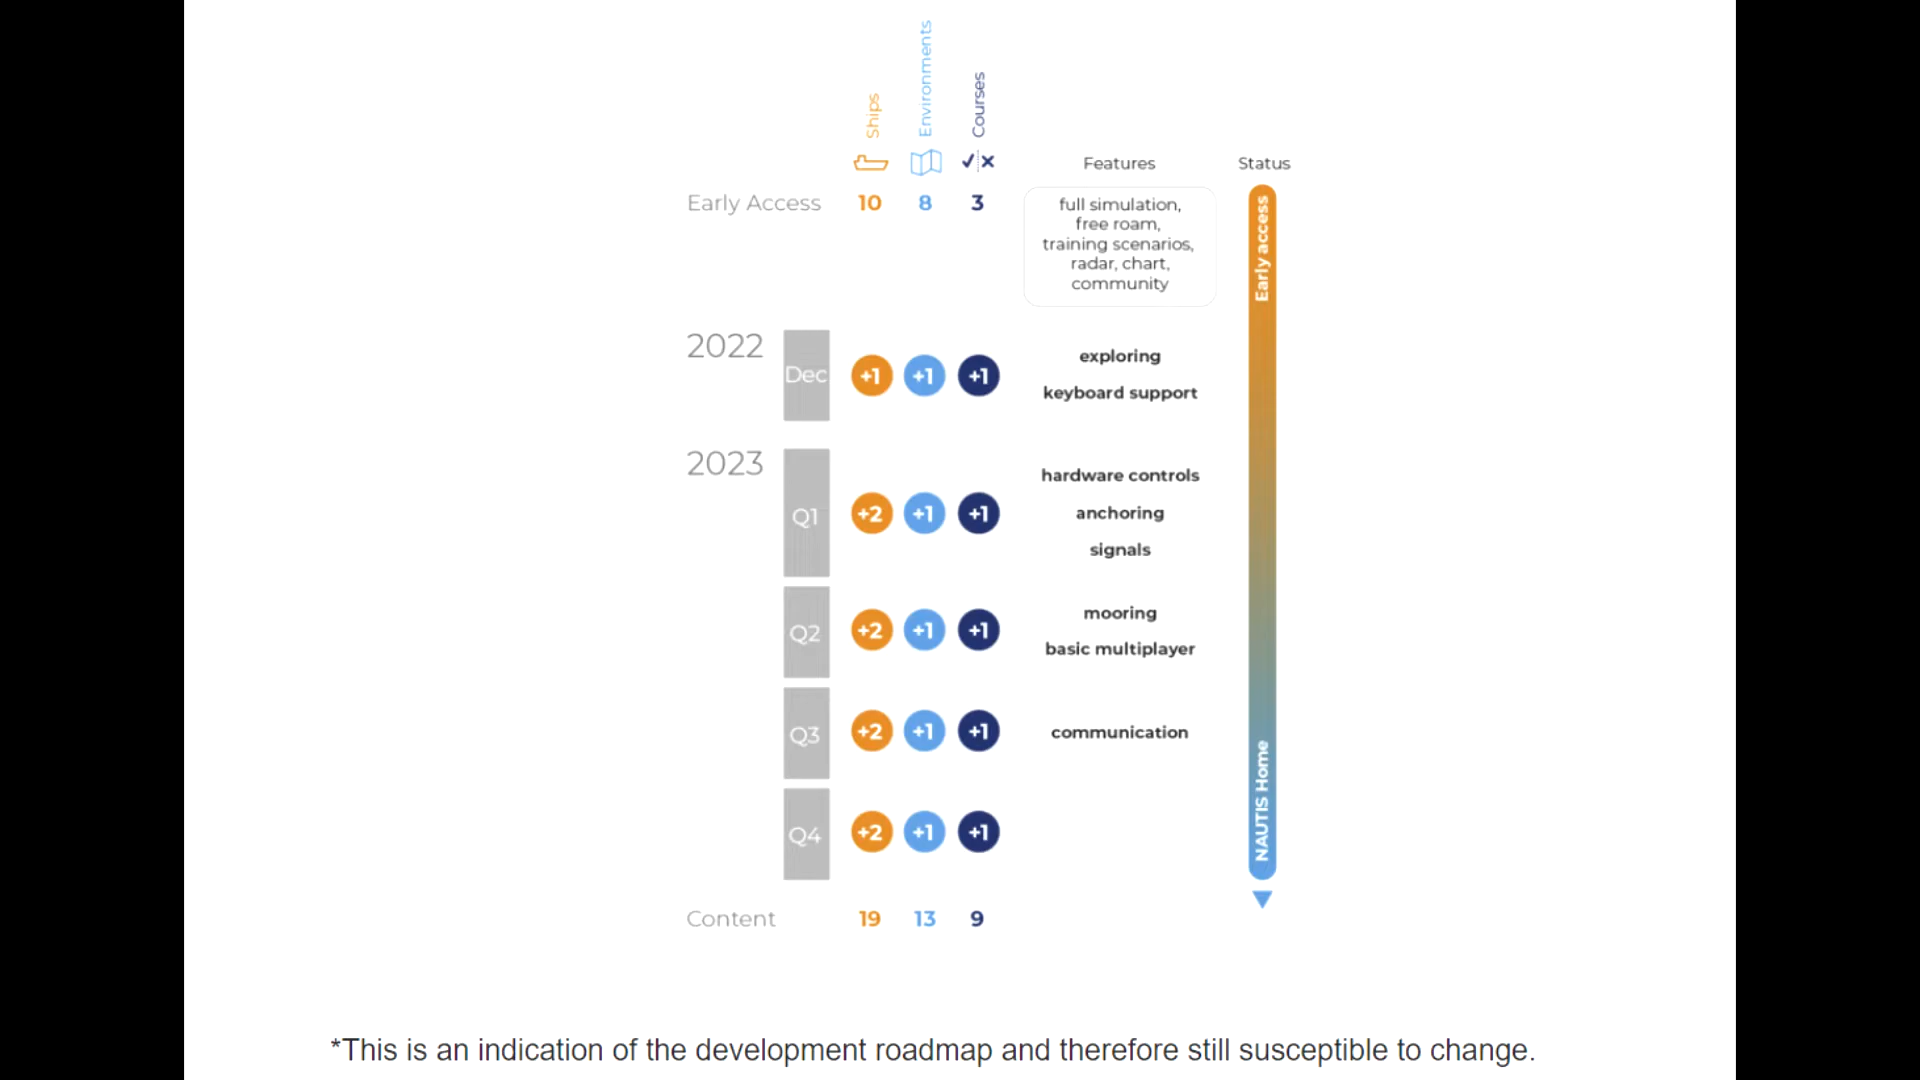 Ships
Environments
Courses
Features
Status
Early Access
10
8
3
full simulation,
free roam,
training scenarios,
radar, chart,
community
Early access
2022
Dec
+1
+1
+1
exploring
keyboard support
2023
Q1
+2
+1
+1
hardware controls
anchoring
signals
Q2
+2
+1
+1
mooring
basic multiplayer
Q3
+2
+1
+1
communication
Q4
+2
+1
+1
NAUTIS Home
Content
19
13
9
*This is an indication of the development roadmap and therefore still susceptible to change.